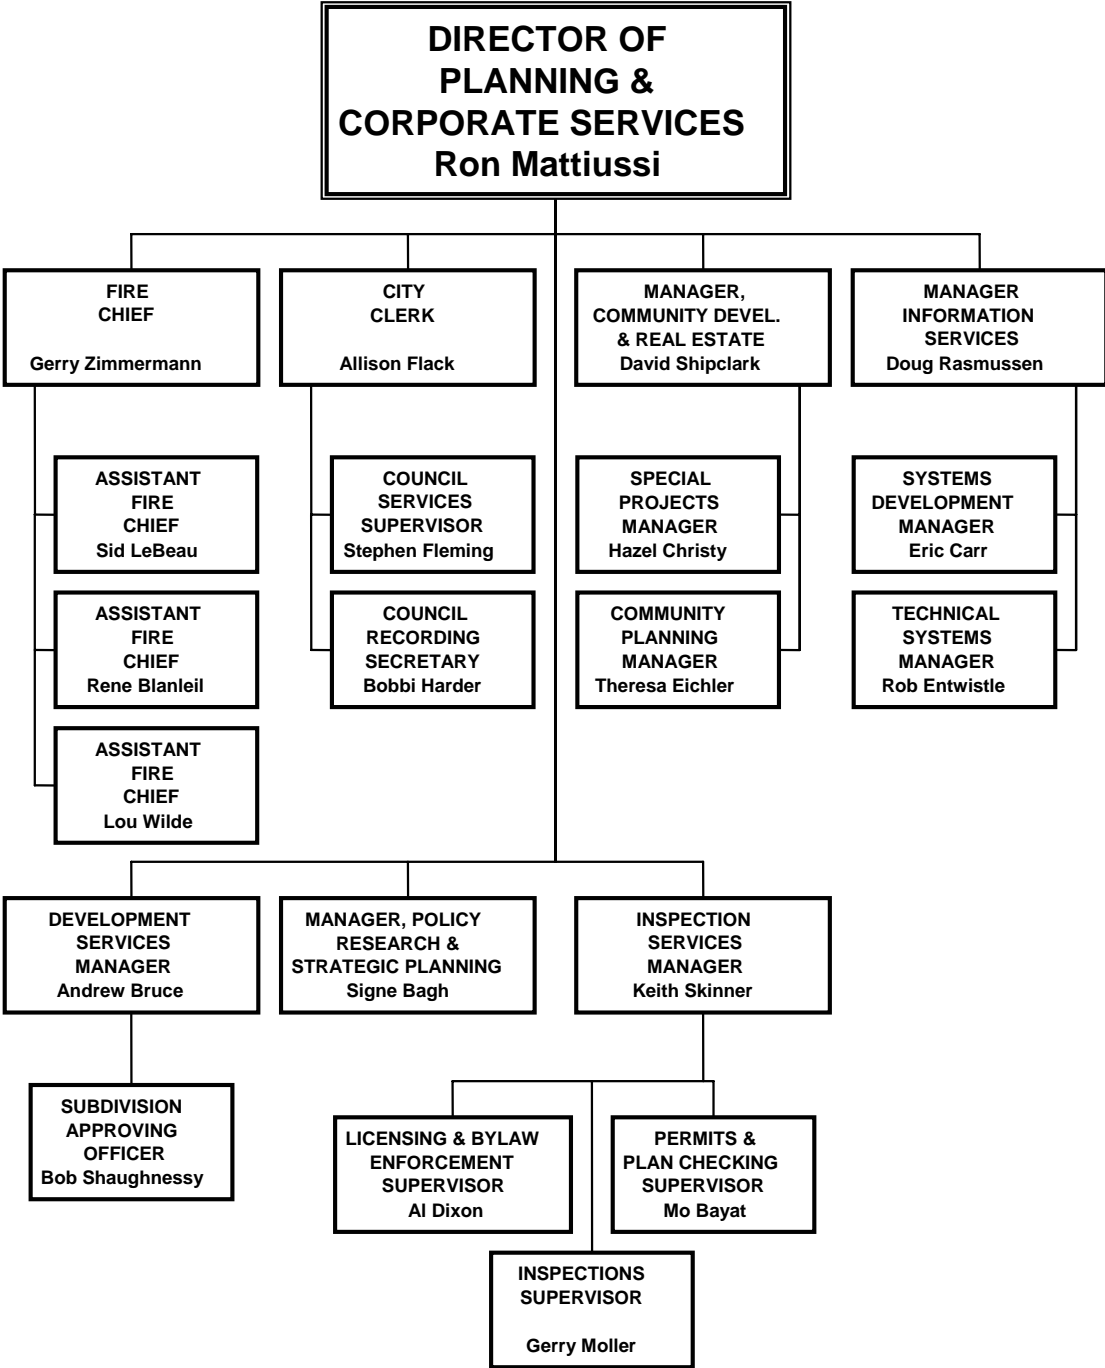 DIRECTOR OF
PLANNING &
CORPORATE SERVICES
Ron Mattiussi
FIRE
CHIEF
Gerry Zimmermann
CITY
CLERK
Allison Flack
MANAGER,
COMMUNITY DEVEL.
& REAL ESTATE
David Shipclark
MANAGER
INFORMATION
SERVICES
Doug Rasmussen
ASSISTANT
FIRE
CHIEF
Sid LeBeau
COUNCIL
SERVICES
SUPERVISOR
Stephen Fleming
SPECIAL
PROJECTS
MANAGER
Hazel Christy
SYSTEMS
DEVELOPMENT
MANAGER
Eric Carr
ASSISTANT
FIRE
CHIEF
Rene Blanleil
COUNCIL
RECORDING
SECRETARY
Bobbi Harder
COMMUNITY
PLANNING
MANAGER
Theresa Eichler
TECHNICAL
SYSTEMS
MANAGER
Rob Entwistle
ASSISTANT
FIRE
CHIEF
Lou Wilde
DEVELOPMENT
SERVICES
MANAGER
Andrew Bruce
MANAGER, POLICY
RESEARCH &
STRATEGIC PLANNING
Signe Bagh
INSPECTION
SERVICES
MANAGER
Keith Skinner
SUBDIVISION
APPROVING
OFFICER
Bob Shaughnessy
LICENSING & BYLAW
ENFORCEMENT
SUPERVISOR
Al Dixon
PERMITS &
PLAN CHECKING
SUPERVISOR
Mo Bayat
INSPECTIONS
SUPERVISOR
Gerry Moller